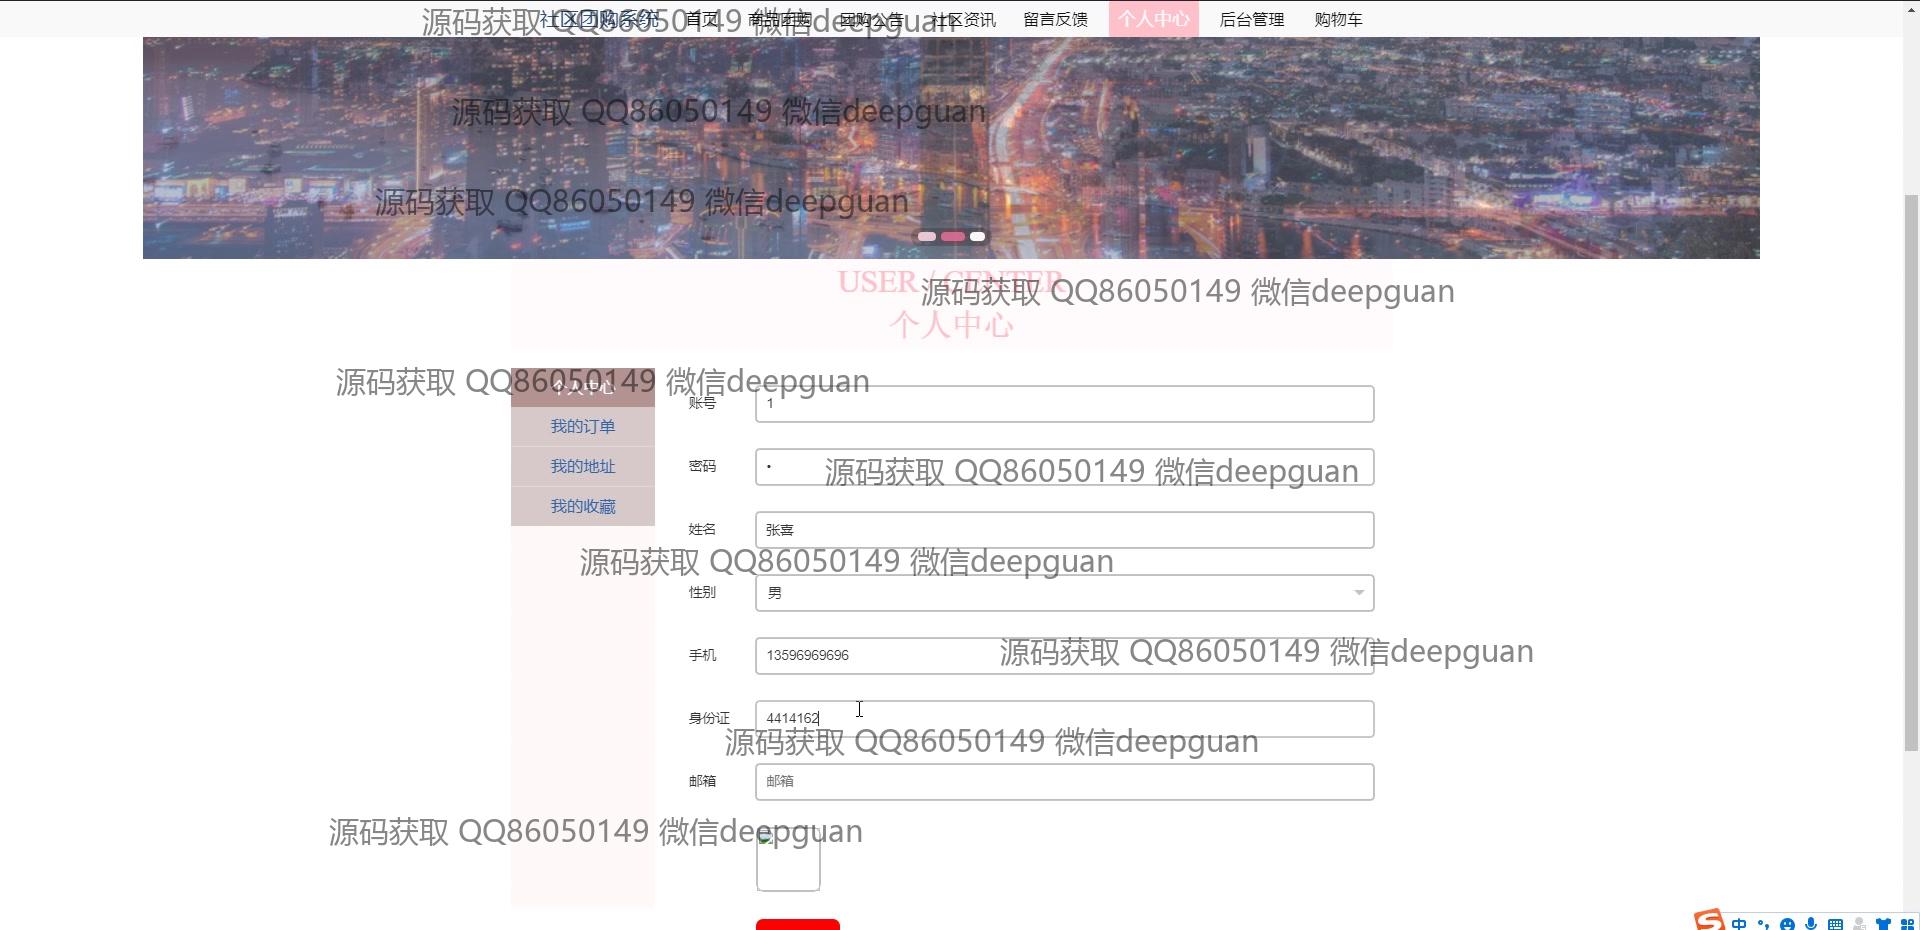 社区团购系统 首页 商品团购 团购公告 社区资讯 留言反馈 个人中心 后台管理 购物车
源码获取 QQ86050149 微信deepguan
源码获取 QQ86050149 微信deepguan
源码获取 QQ86050149 微信deepguan
USER / CENTER
源码获取 QQ86050149 微信deepguan
个人中心
源码获取 QQ86050149 微信deepguan
个人中心
账号 1
我的订单
密码 •
我的地址
源码获取 QQ86050149 微信deepguan
我的收藏
姓名 张喜
源码获取 QQ86050149 微信deepguan
性别 男
手机 13596969696
源码获取 QQ86050149 微信deepguan
身份证 4414162
源码获取 QQ86050149 微信deepguan
邮箱 邮箱
源码获取 QQ86050149 微信deepguan
中